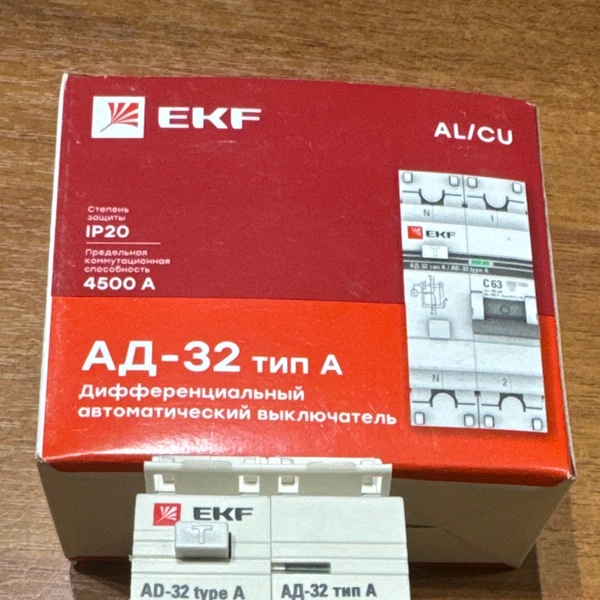 EKF
AL/CU
Степень
защиты
IP20
Предельная
коммутационная
способность
4500 А
N 1
EKF
АД-32 тип А / AD-32 type A
C63
N 2
АД-32 тип А
Дифференциальный
автоматический выключатель
EKF
T
AD-32 type A
АД-32 тип А